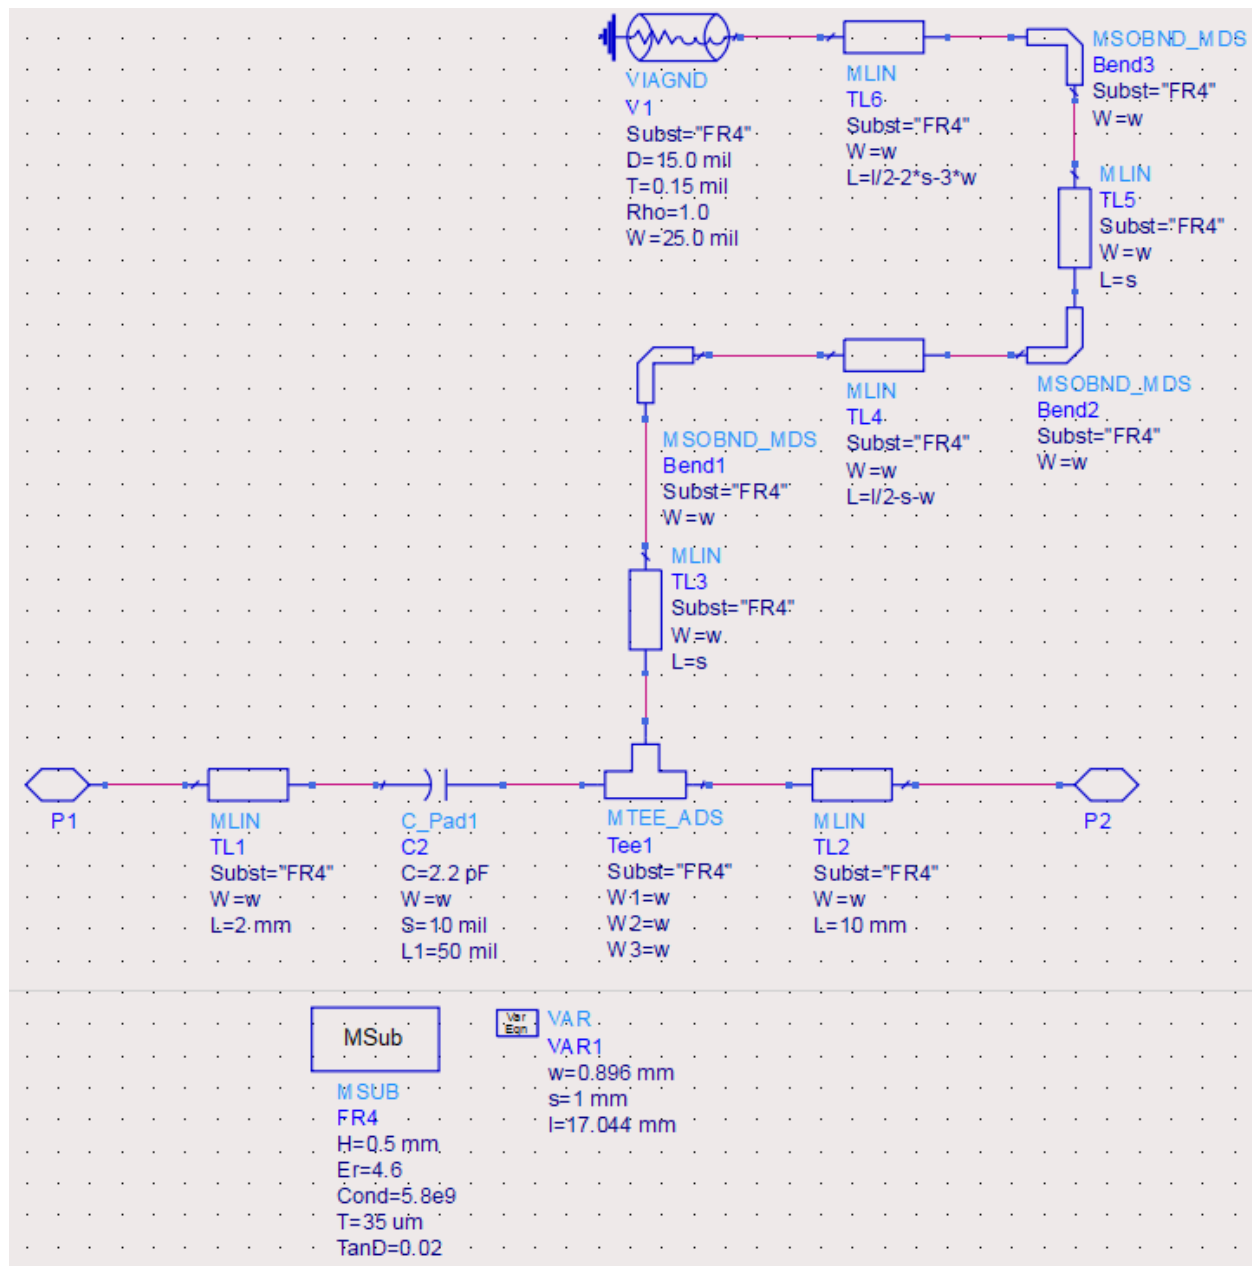 VIAGND
V1
Subst="FR4"
D=15.0 mil
T=0.15 mil
Rho=1.0
W=25.0 mil
MLIN
TL6
Subst="FR4"
W=w
L=l/2-2*s-3*w
MSOBND_MDS
Bend3
Subst="FR4"
W=w
MLIN
TL5
Subst="FR4"
W=w
L=s
MSOBND_MDS
Bend2
Subst="FR4"
W=w
MLIN
TL4
Subst="FR4"
W=w
L=l/2-s-w
MSOBND_MDS
Bend1
Subst="FR4"
W=w
MLIN
TL3
Subst="FR4"
W=w
L=s
P1
MLIN
TL1
Subst="FR4"
W=w
L=2 mm
C_Pad1
C2
C=2.2 pF
W=w
S=10 mil
L1=50 mil
MTEE_ADS
Tee1
Subst="FR4"
W1=w
W2=w
W3=w
MLIN
TL2
Subst="FR4"
W=w
L=10 mm
P2
MSub
MSUB
FR4
H=0.5 mm
Er=4.6
Cond=5.8e9
T=35 um
TanD=0.02
Var
Eqn
VAR
VAR1
w=0.896 mm
s=1 mm
l=17.044 mm